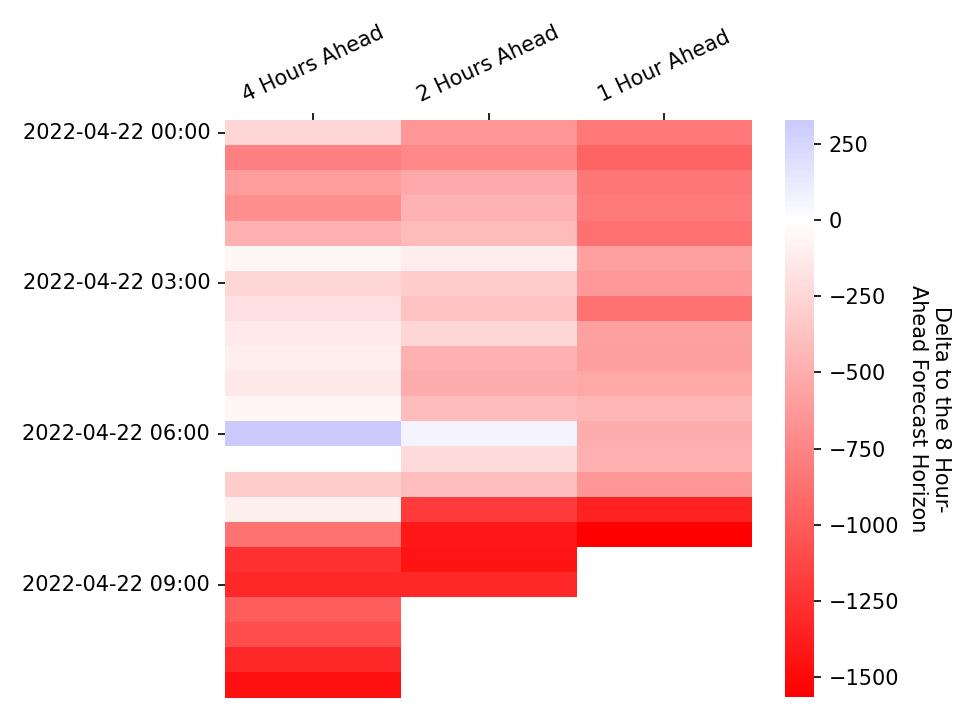 4 Hours Ahead
2 Hours Ahead
1 Hour Ahead
2022-04-22 00:00
2022-04-22 03:00
2022-04-22 06:00
2022-04-22 09:00
250
0
−250
−500
−750
−1000
−1250
−1500
Delta to the 8 Hour-
Ahead Forecast Horizon